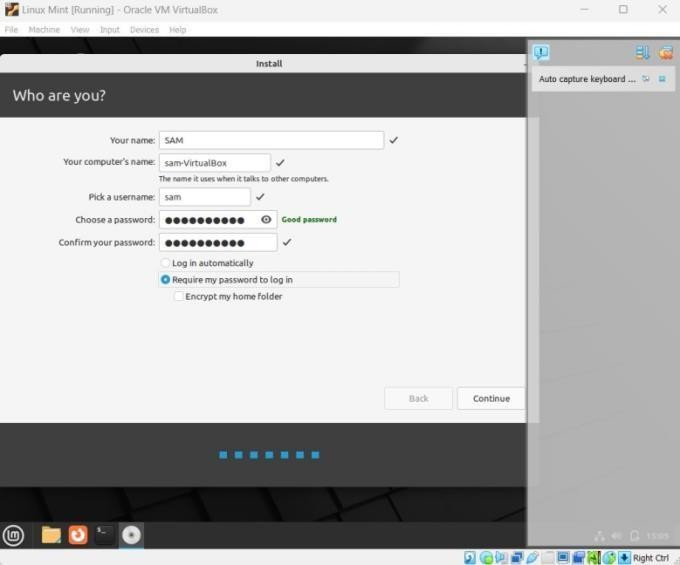 Linux Mint [Running] - Oracle VM VirtualBox
File Machine View Input Devices Help
Install
Auto capture keyboard ...
Who are you?
Your name: SAM
Your computer's name: sam-VirtualBox
The name it uses when it talks to other computers.
Pick a username: sam
Choose a password: ●●●●●●●●●● Good password
Confirm your password: ●●●●●●●●●●
Log in automatically
Require my password to log in
Encrypt my home folder
Back Continue
15:09
Right Ctrl